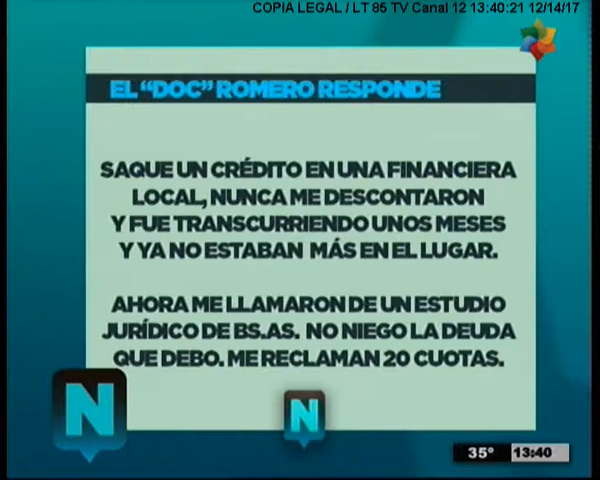 COPIA LEGAL / LT 85 TV Canal 12 13:40:21 12/14/17
EL “DOC” ROMERO RESPONDE
SAQUE UN CRÉDITO EN UNA FINANCIERA
LOCAL, NUNCA ME DESCONTARON
Y FUE TRANSCURRIENDO UNOS MESES
Y YA NO ESTABAN MÁS EN EL LUGAR.
AHORA ME LLAMARON DE UN ESTUDIO
JURÍDICO DE BS.AS. NO NIEGO LA DEUDA
QUE DEBO. ME RECLAMAN 20 CUOTAS.
N
N
35° 13:40